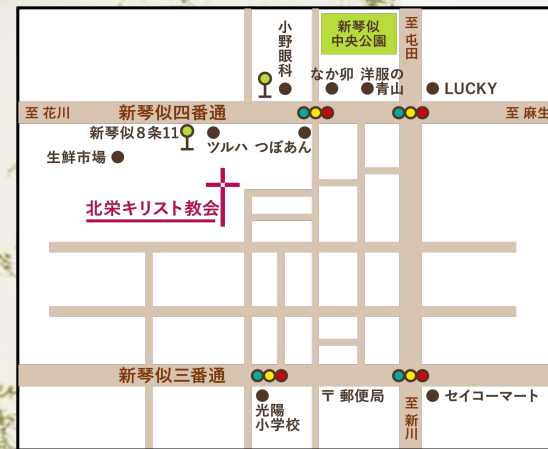 小野眼科
新琴似
中央公園
至屯田
なか卯
洋服の
青山
LUCKY
至 花川
新琴似四番通
至 麻生
新琴似8条11
ツルハ
つぼあん
生鮮市場
北栄キリスト教会
新琴似三番通
光陽
小学校
〒 郵便局
至新川
セイコーマート